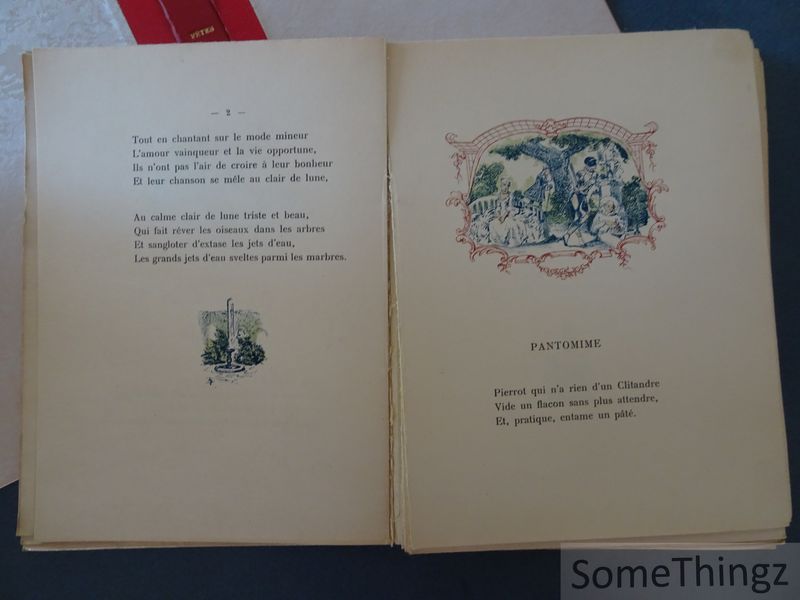 FÊTES
— 2 —
Tout en chantant sur le mode mineur
L'amour vainqueur et la vie opportune,
Ils n'ont pas l'air de croire à leur bonheur
Et leur chanson se mêle au clair de lune,
Au calme clair de lune triste et beau,
Qui fait rêver les oiseaux dans les arbres
Et sangloter d'extase les jets d'eau,
Les grands jets d'eau sveltes parmi les marbres.
PANTOMIME
Pierrot qui n'a rien d'un Clitandre
Vide un flacon sans plus attendre,
Et, pratique, entame un pâté.
SomeThingz